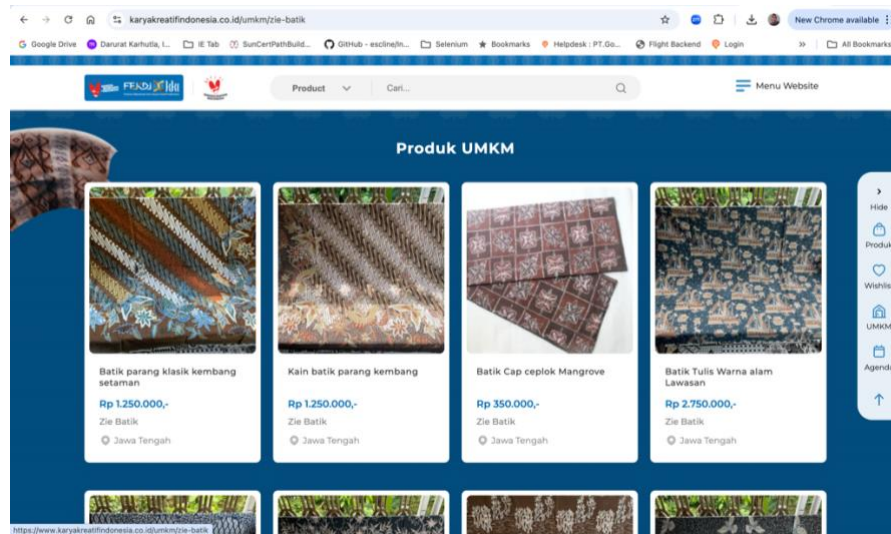 karyakreatifindonesia.co.id/umkm/zie-batik
New Chrome available
Google Drive
Darurat Karhutla, I...
IE Tab
SunCertPathBuild...
GitHub - escline/In...
Selenium
Bookmarks
Helpdesk : PT.Go...
Flight Backend
Login
»
All Bookmarks
Product
Cari...
Menu Website
Produk UMKM
Hide
Produk
Wishlis
UMKM
Agenda
Batik parang klasik kembang
setaman
Rp 1.250.000,-
Zie Batik
Jawa Tengah
Kain batik parang kembang
Rp 1.250.000,-
Zie Batik
Jawa Tengah
Batik Cap ceplok Mangrove
Rp 350.000,-
Zie Batik
Jawa Tengah
Batik Tulis Warna alam
Lawasan
Rp 2.750.000,-
Zie Batik
Jawa Tengah
https://www.karyakreatifindonesia.co.id/umkm/zie-batik